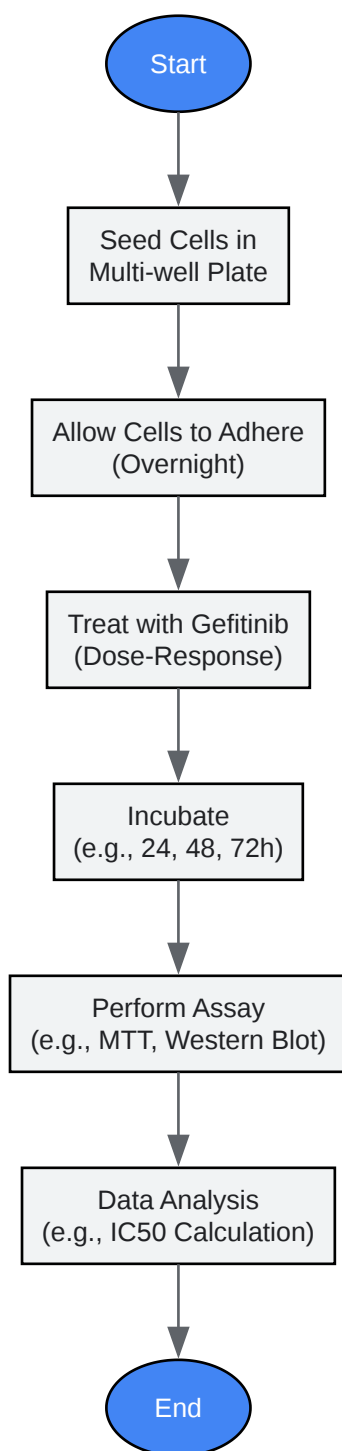 Start
Seed Cells in
Multi-well Plate
Allow Cells to Adhere
(Overnight)
Treat with Gefitinib
(Dose-Response)
Incubate
(e.g., 24, 48, 72h)
Perform Assay
(e.g., MTT, Western Blot)
Data Analysis
(e.g., IC50 Calculation)
End